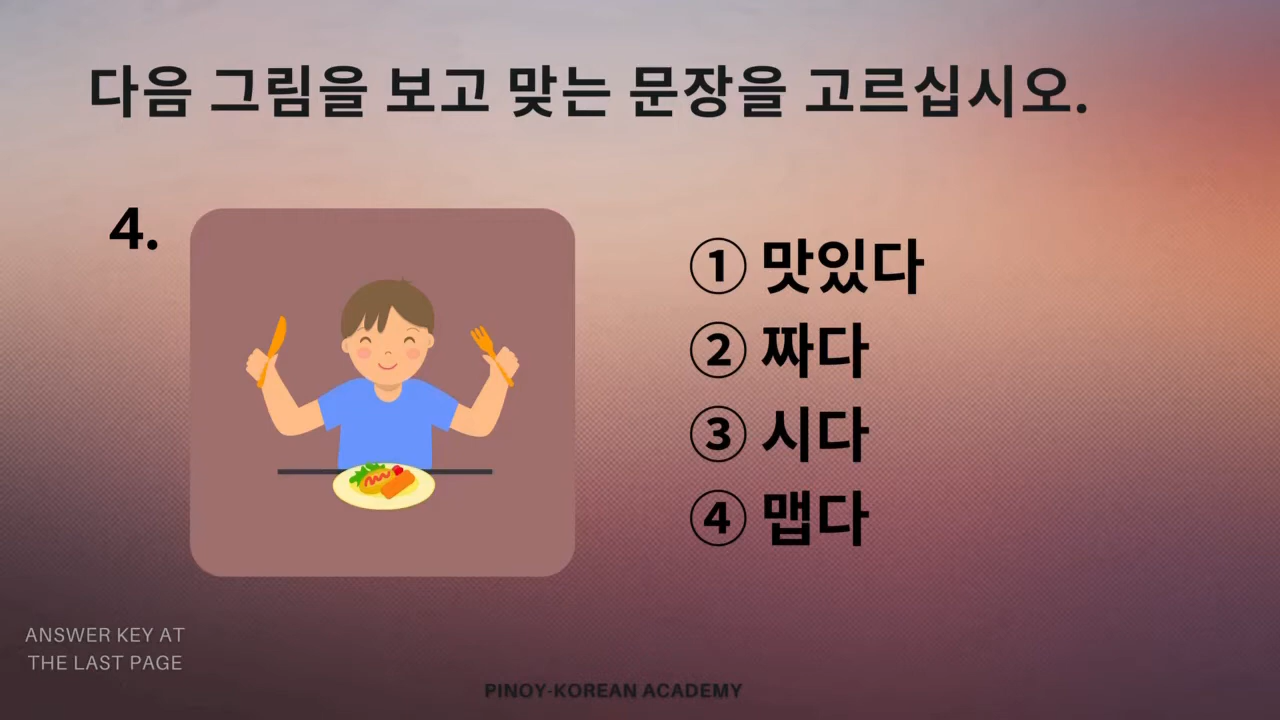 다음 그림을 보고 맞는 문장을 고르십시오.
4.
① 맛있다
② 짜다
③ 시다
④ 맵다
ANSWER KEY AT
THE LAST PAGE
PINOY-KOREAN ACADEMY